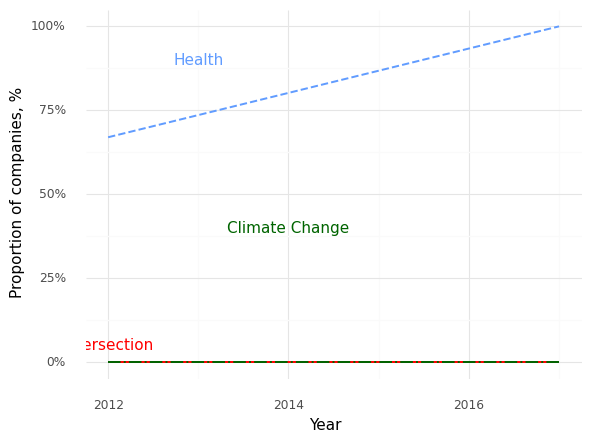 100%
Health
75%
Proportion of companies, %
50%
Climate Change
25%
ersection
0%
2012
2014
2016
Year